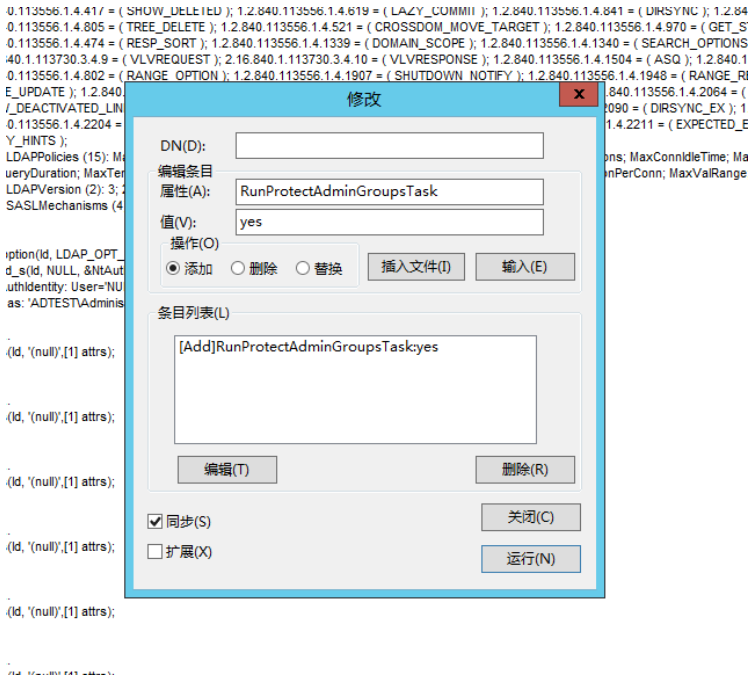 0.113556.1.4.417 = ( SHOW_DELETED ); 1.2.840.113556.1.4.619 = ( LAZY_COMMIT ); 1.2.840.113556.1.4.841 = ( DIRSYNC ); 1.2.84
0.113556.1.4.805 = ( TREE_DELETE ); 1.2.840.113556.1.4.521 = ( CROSSDOM_MOVE_TARGET ); 1.2.840.113556.1.4.970 = ( GET_S
0.113556.1.4.474 = ( RESP_SORT ); 1.2.840.113556.1.4.1339 = ( DOMAIN_SCOPE ); 1.2.840.113556.1.4.1340 = ( SEARCH_OPTIONS
40.1.113730.3.4.9 = ( VLVREQUEST ); 2.16.840.1.113730.3.4.10 = ( VLVRESPONSE ); 1.2.840.113556.1.4.1504 = ( ASQ ); 1.2.840.1
0.113556.1.4.802 = ( RANGE_OPTION ); 1.2.840.113556.1.4.1907 = ( SHUTDOWN_NOTIFY ); 1.2.840.113556.1.4.1948 = ( RANGE_RE
E_UPDATE ); 1.2.840. .840.113556.1.4.2064 = (
_DEACTIVATED_LIN 2090 = ( DIRSYNC_EX ); 1
0.113556.1.4.2204 = 1.4.2211 = ( EXPECTED_E
Y_HINTS );
LDAPPolicies (15): Ma ons; MaxConnIdleTime; Ma
ueryDuration; MaxTe nPerConn; MaxValRange
LDAPVersion (2): 3; 2
SASLMechanisms (4
修改
x
DN(D):
编辑条目
属性(A): RunProtectAdminGroupsTask
值(V): yes
操作(O)
添加 删除 替换 插入文件(I) 输入(E)
ption(ld, LDAP_OPT_
d_s(ld, NULL, &NtAut
uthIdentity: User='NU
as: 'ADTEST\Adminis
条目列表(L)
[Add]RunProtectAdminGroupsTask:yes
(ld, '(null)',[1] attrs);
(ld, '(null)',[1] attrs);
编辑(T) 删除(R)
(ld, '(null)',[1] attrs);
同步(S) 关闭(C)
(ld, '(null)',[1] attrs);
扩展(X) 运行(N)
(ld, '(null)',[1] attrs);